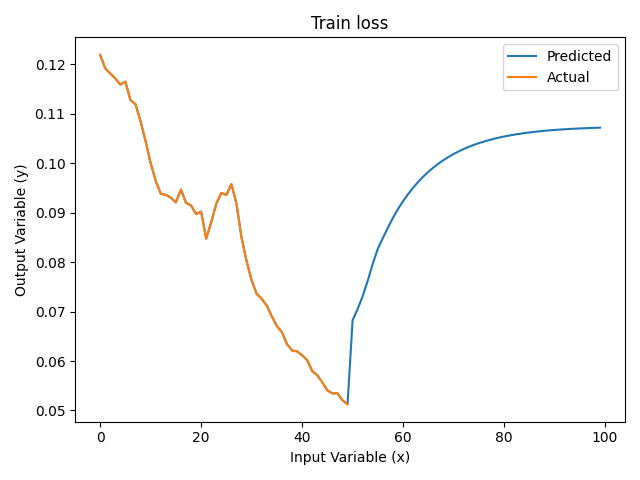 Train loss
Predicted
Actual
0.12
0.11
0.10
0.09
0.08
0.07
0.06
0.05
Output Variable (y)
0 20 40 60 80 100
Input Variable (x)